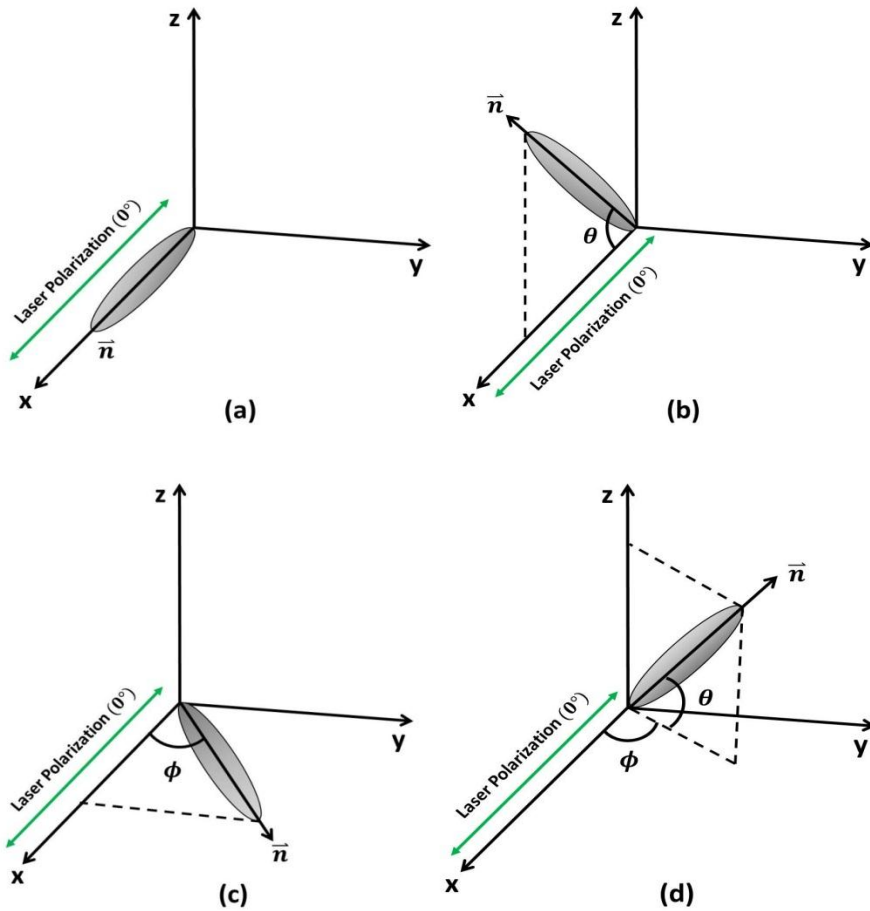 z
n⃗
Laser Polarization (0°)
y
x
(a)
z
n⃗
θ
Laser Polarization (0°)
y
x
(b)
z
Laser Polarization (0°)
ϕ
y
x
n⃗
(c)
z
n⃗
Laser Polarization (0°)
θ
ϕ
y
x
(d)